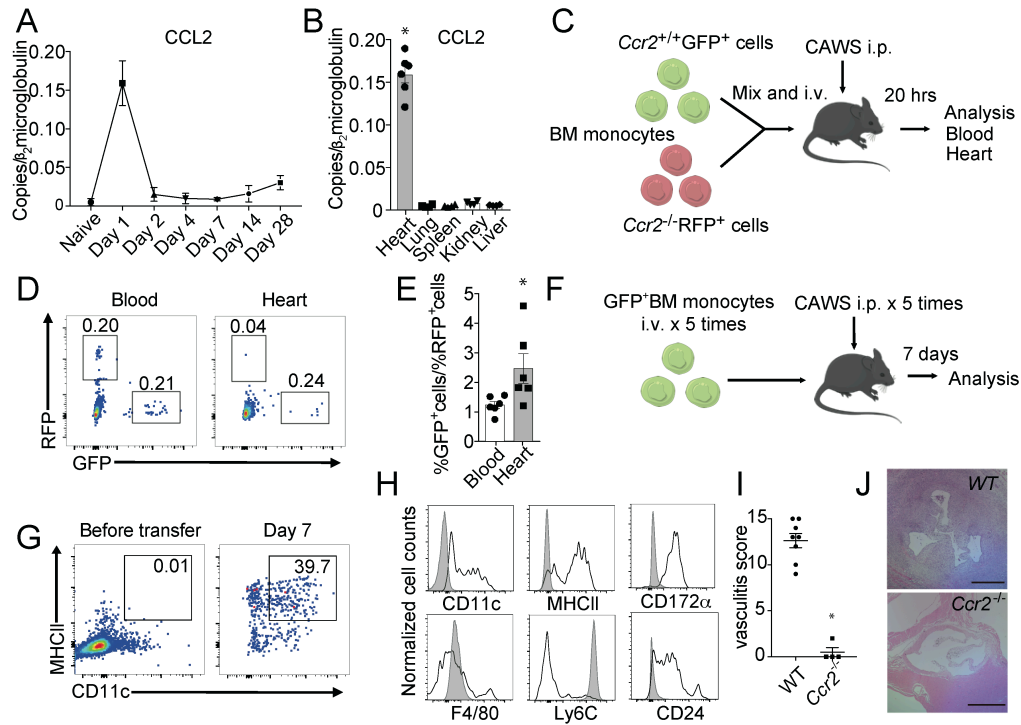 A
CCL2
Copies/β2microglobulin
0.20
0.15
0.10
0.05
0
Naive
Day 1
Day 2
Day 4
Day 7
Day 14
Day 28
B
CCL2
Copies/β2microglobulin
0.20
0.15
0.10
0.05
0
*
Heart
Lung
Spleen
Kidney
Liver
C
Ccr2+/+GFP+ cells
BM monocytes
Ccr2-/-RFP+ cells
Mix and i.v.
CAWS i.p.
20 hrs
Analysis
Blood
Heart
D
Blood
Heart
0.20
0.21
0.04
0.24
RFP
GFP
E
%GFP+cells/%RFP+cells
5
4
3
2
1
0
*
Blood
Heart
F
GFP+BM monocytes
i.v. x 5 times
CAWS i.p. x 5 times
7 days
Analysis
G
Before transfer
Day 7
0.01
39.7
MHCII
CD11c
H
Normalized cell counts
CD11c
MHCII
CD172α
F4/80
Ly6C
CD24
I
vasculitis score
15
10
5
0
*
WT
Ccr2-/-
J
WT
Ccr2-/-